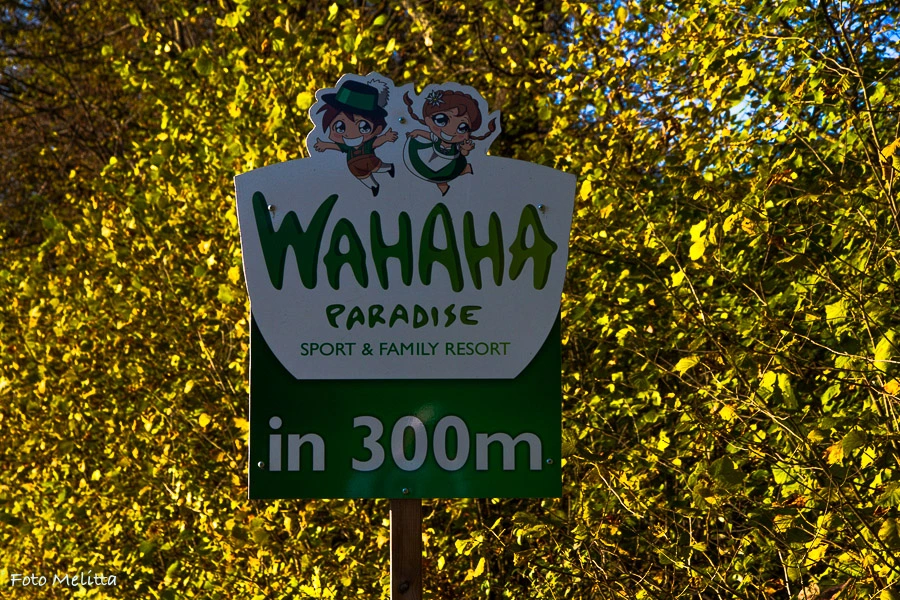 WAHAHA
PARADISE
SPORT & FAMILY RESORT
in 300m
Foto Melitta